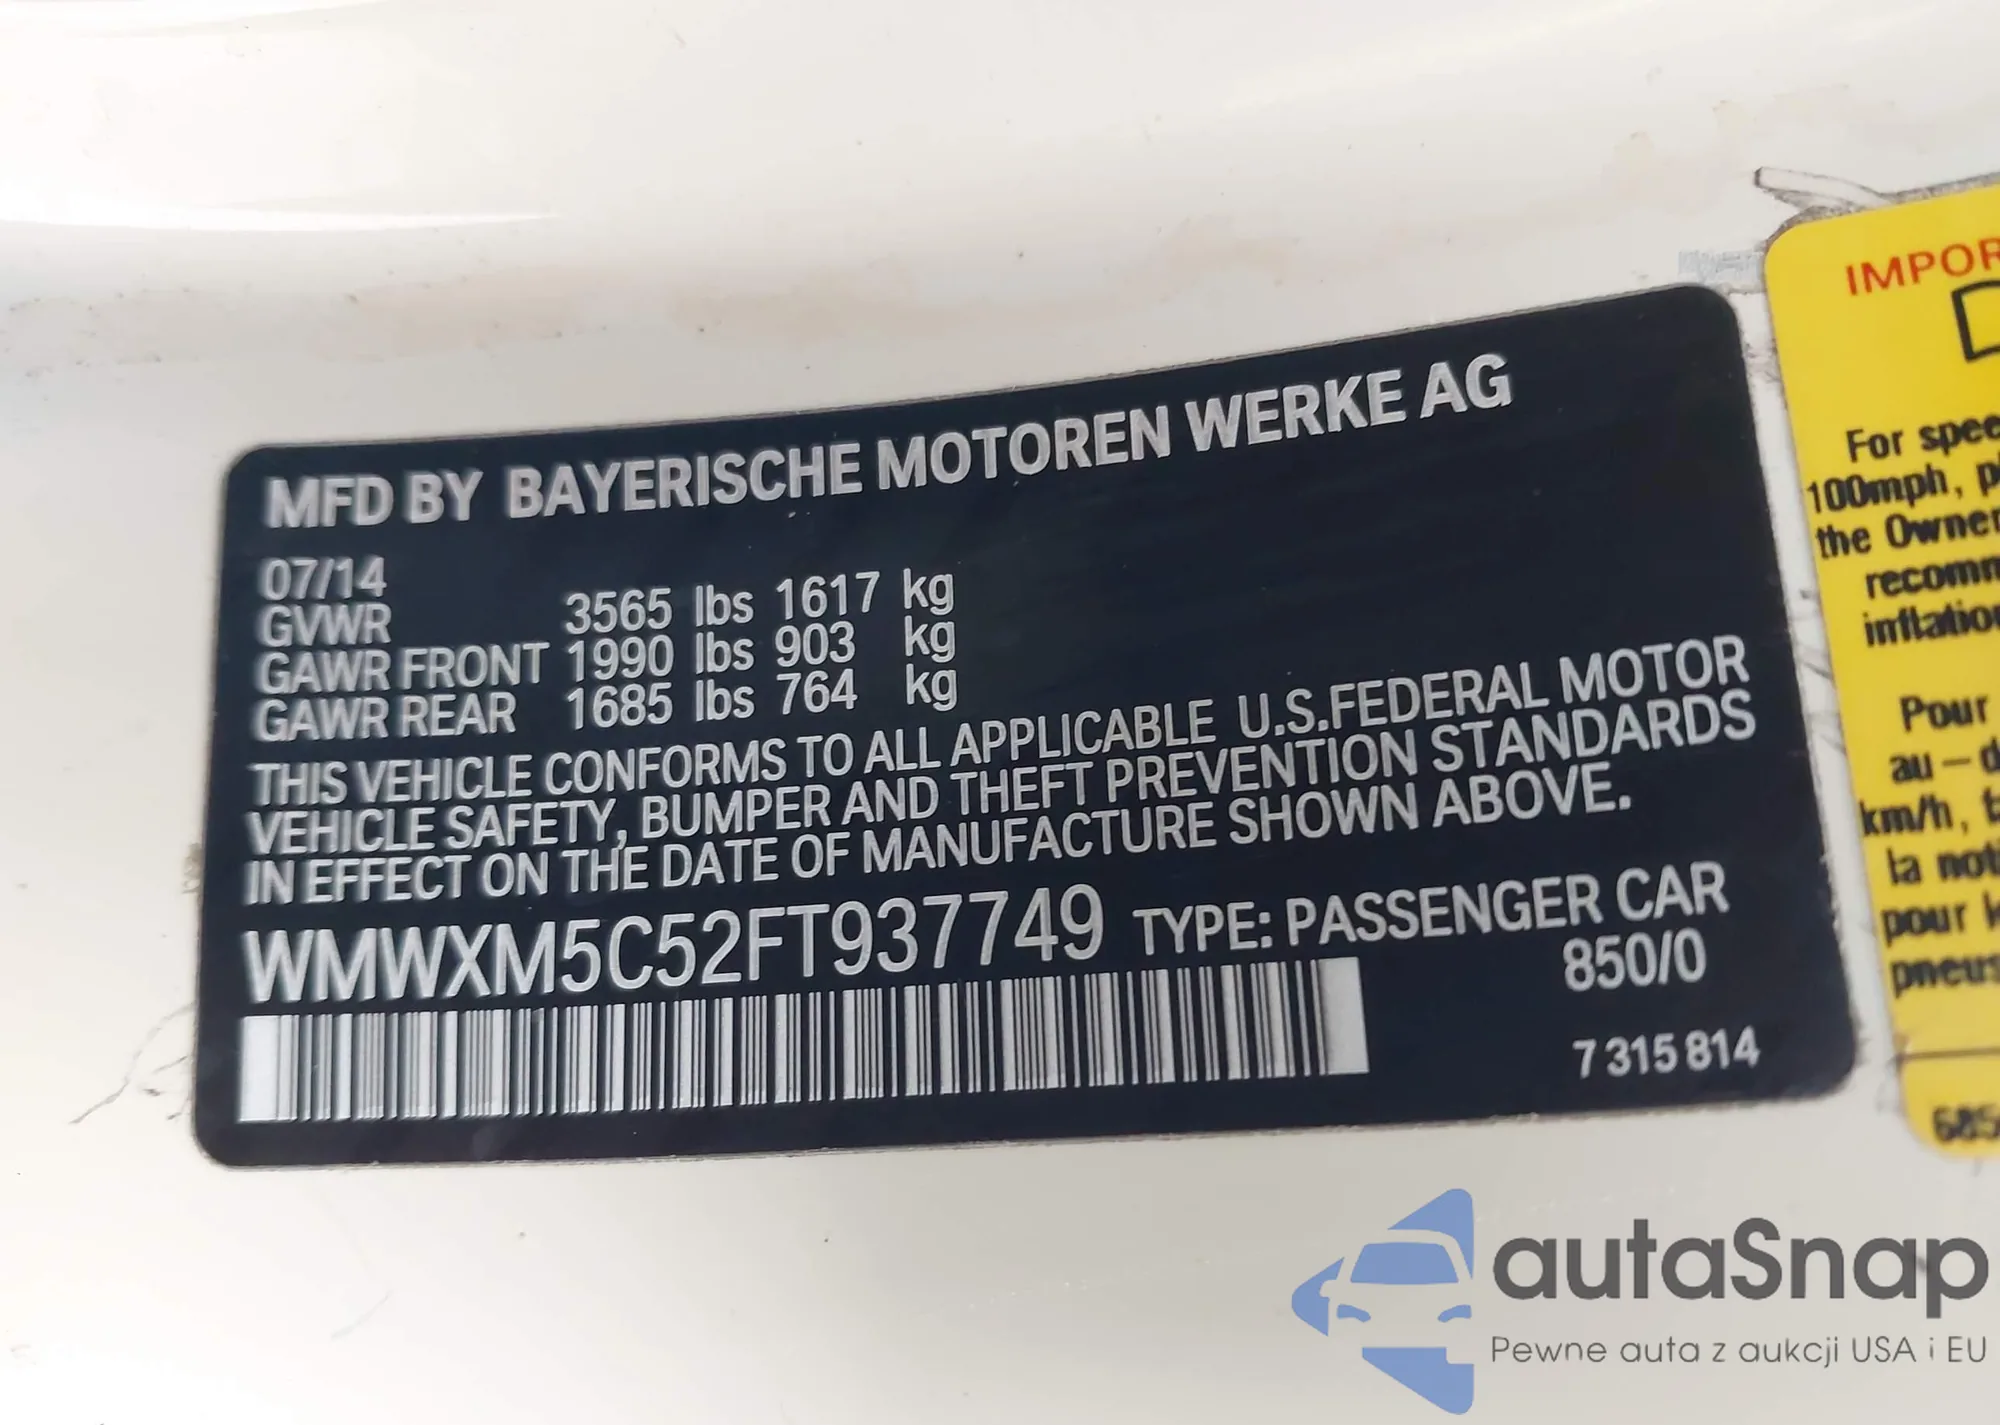 MFD BY BAYERISCHE MOTOREN WERKE AG
07/14
GVWR 3565 lbs 1617 kg
GAWR FRONT 1990 lbs 903 kg
GAWR REAR 1685 lbs 764 kg
THIS VEHICLE CONFORMS TO ALL APPLICABLE U.S.FEDERAL MOTOR
VEHICLE SAFETY, BUMPER AND THEFT PREVENTION STANDARDS
IN EFFECT ON THE DATE OF MANUFACTURE SHOWN ABOVE.
WMWXM5C52FT937749 TYPE: PASSENGER CAR
850/0
7 315 814
IMPOR
For spee
100mph, p
the Owner
recomm
inflatio
Pour
au – d
km/h,
la noti
pour
pneus
685
autaSnap
Pewne auta z aukcji USA i EU